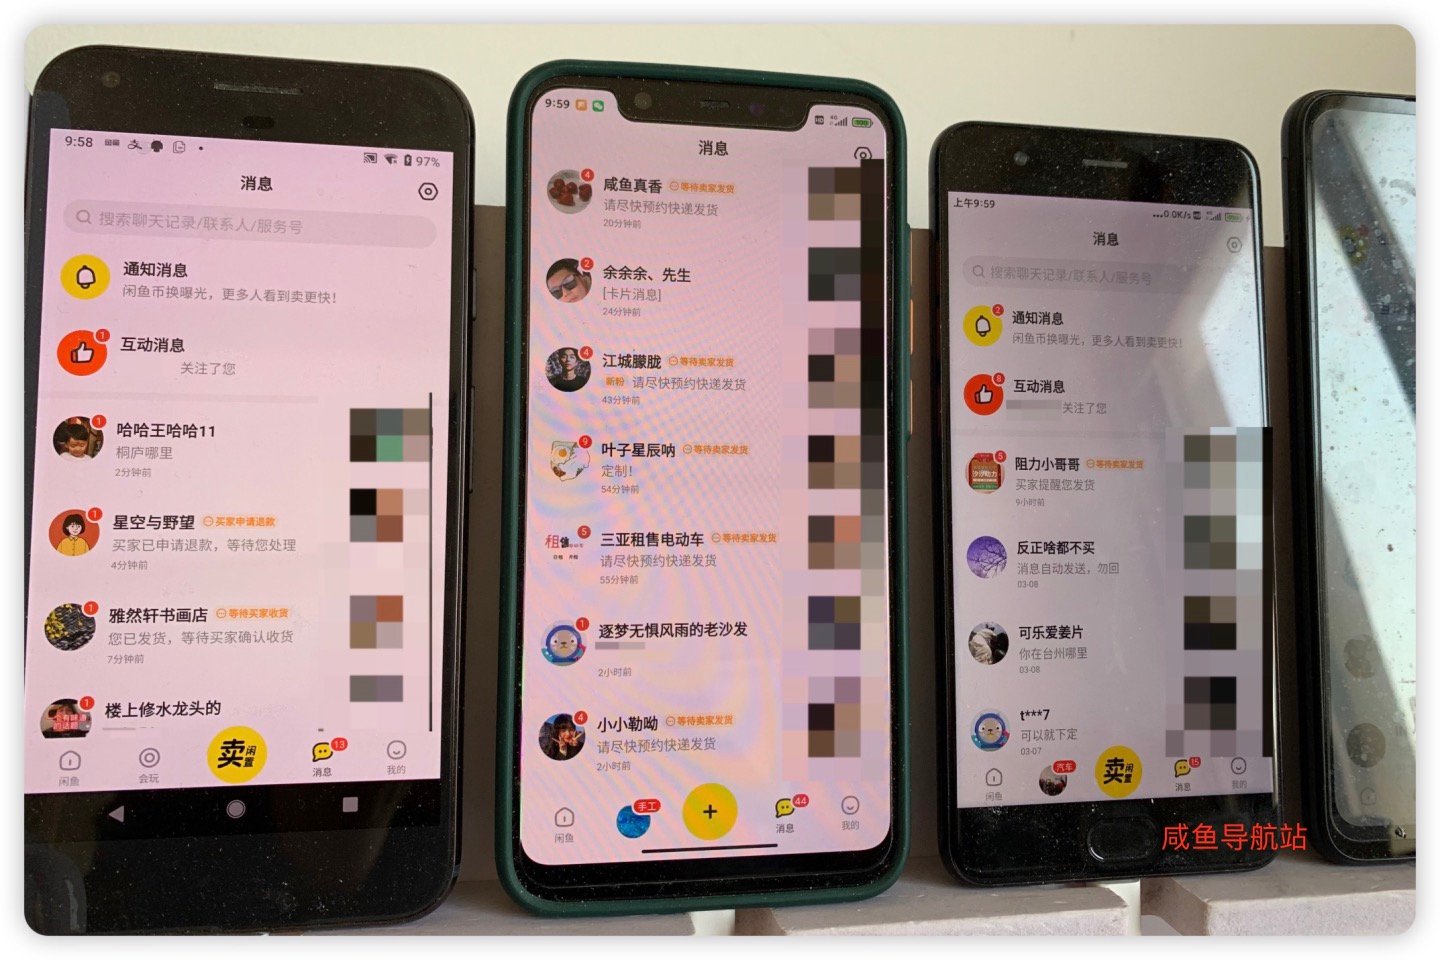 9:58
97%
消息
搜索聊天记录/联系人/服务号
通知消息
闲鱼币换曝光，更多人看到卖更快！
1
互动消息
关注了您
1
哈哈王哈哈11
桐庐哪里
2分钟前
1
星空与野望
买家申请退款
买家已申请退款，等待您处理
4分钟前
1
雅然轩书画店
等待买家收货
您已发货，等待买家确认收货
7分钟前
1
楼上修水龙头的
闲鱼
会玩
卖闲置
13
消息
我的
9:59
HD
4G
100
消息
4
咸鱼真香
等待卖家发货
请尽快预约快递发货
20分钟前
2
余余余、先生
[卡片消息]
24分钟前
4
江城朦胧
等待卖家发货
新粉
请尽快预约快递发货
43分钟前
9
叶子星辰呐
等待卖家发货
定制！
54分钟前
租售
5
三亚租售电动车
等待卖家发货
请尽快预约快递发货
55分钟前
1
逐梦无惧风雨的老沙发
2小时前
4
小小勒呦
等待卖家发货
请尽快预约快递发货
2小时前
闲鱼
手工
+
44
消息
我的
上午9:59
...0.0K/s
消息
搜索聊天记录/联系人/服务号
2
通知消息
闲鱼币换曝光，更多人看到卖更快！
8
互动消息
关注了您
5
阻力小哥哥
等待卖家发货
买家提醒您发货
9小时前
反正啥都不买
消息自动发送，勿回
03-08
可乐爱姜片
你在台州哪里
03-08
t***7
可以就下定
03-07
闲鱼
汽车
卖闲置
15
消息
我的
咸鱼导航站